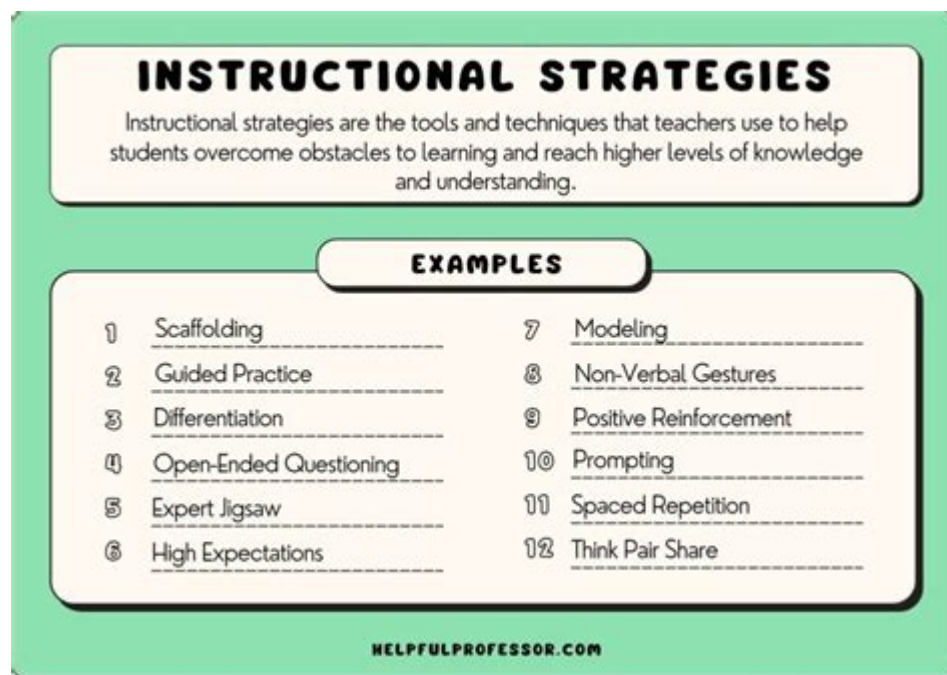 INSTRUCTIONAL STRATEGIES
Instructional strategies are the tools and techniques that teachers use to help
students overcome obstacles to learning and reach higher levels of knowledge
and understanding.
EXAMPLES
1 Scaffolding
2 Guided Practice
3 Differentiation
4 Open-Ended Questioning
5 Expert Jigsaw
6 High Expectations
7 Modeling
8 Non-Verbal Gestures
9 Positive Reinforcement
10 Prompting
11 Spaced Repetition
12 Think Pair Share
HELPFULPROFESSOR.COM